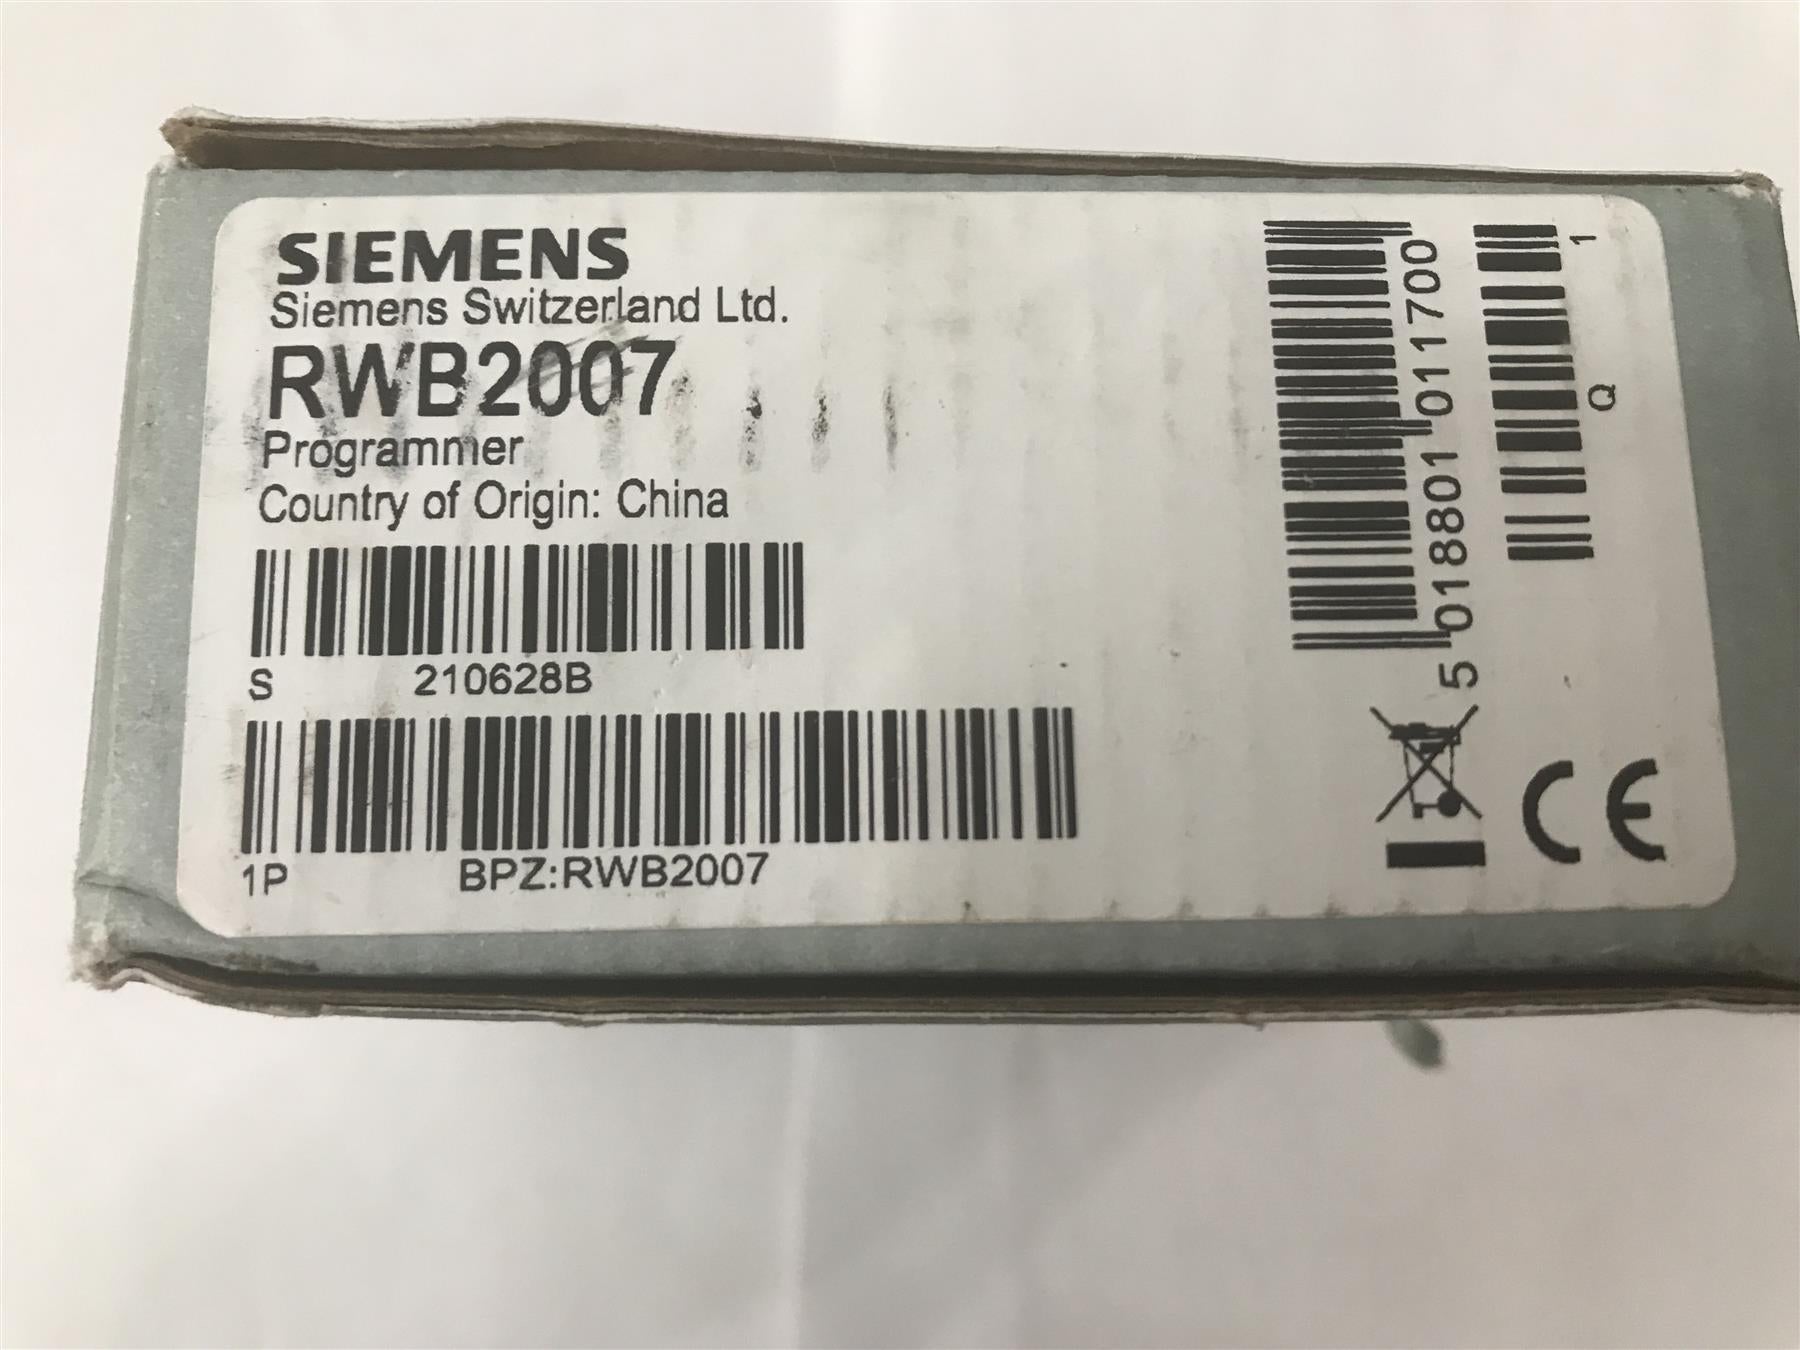 SIEMENS
Siemens Switzerland Ltd.
RWB2007
Programmer
Country of Origin: China
S 210628B
1P BPZ:RWB2007
5 018801 011700
Q 1
CE